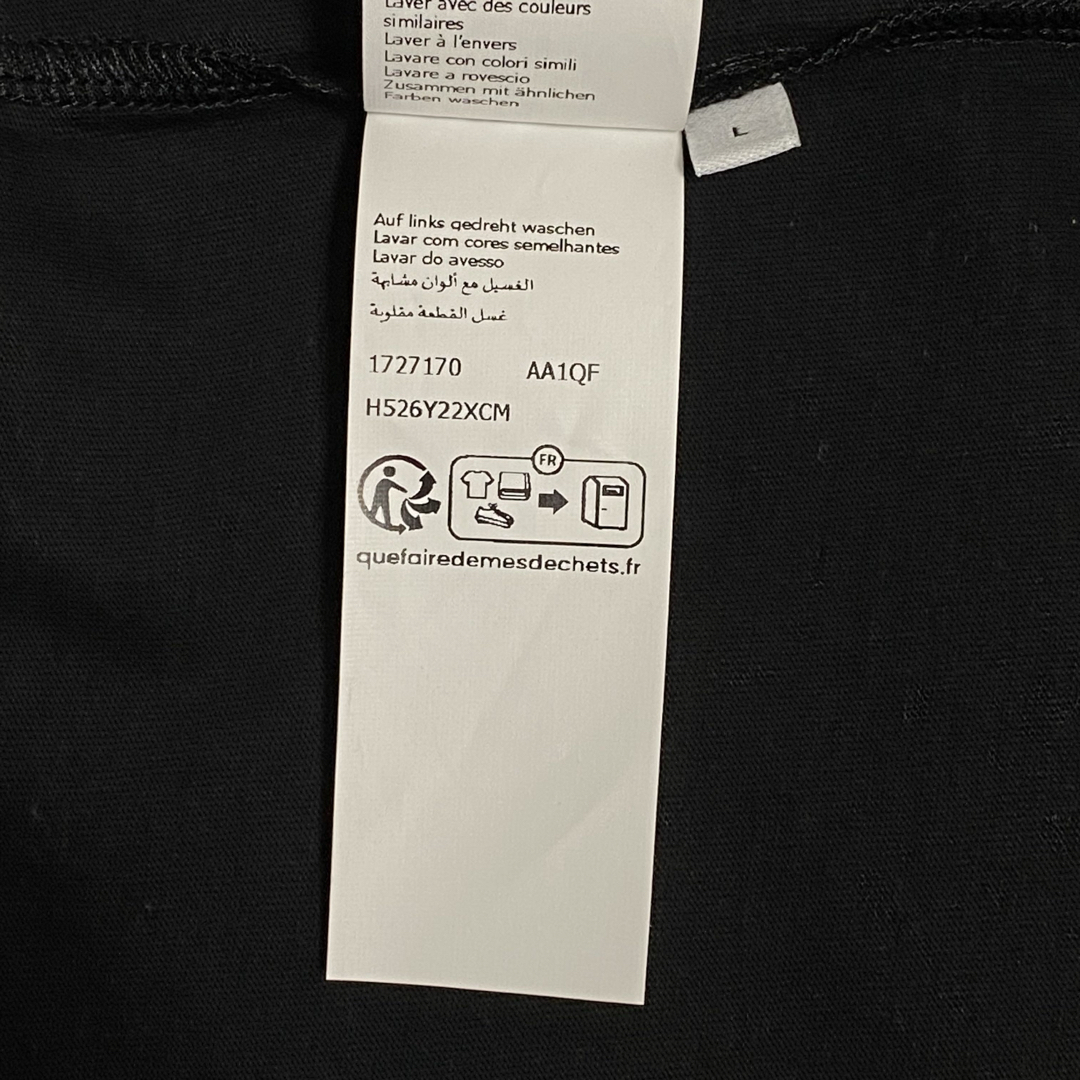 Laver avec des couleurs
similaires
Laver à l'envers
Lavare con colori simili
Lavare a rovescio
Zusammen mit ähnlichen
Farben waschen
L
Auf links gedreht waschen
Lavar com cores semelhantes
Lavar do avesso
الغسيل مع ألوان مشابهة
غسل القطعة مقلوبة
1727170 AA1QF
H526Y22XCM
FR
quefairedemesdechets.fr